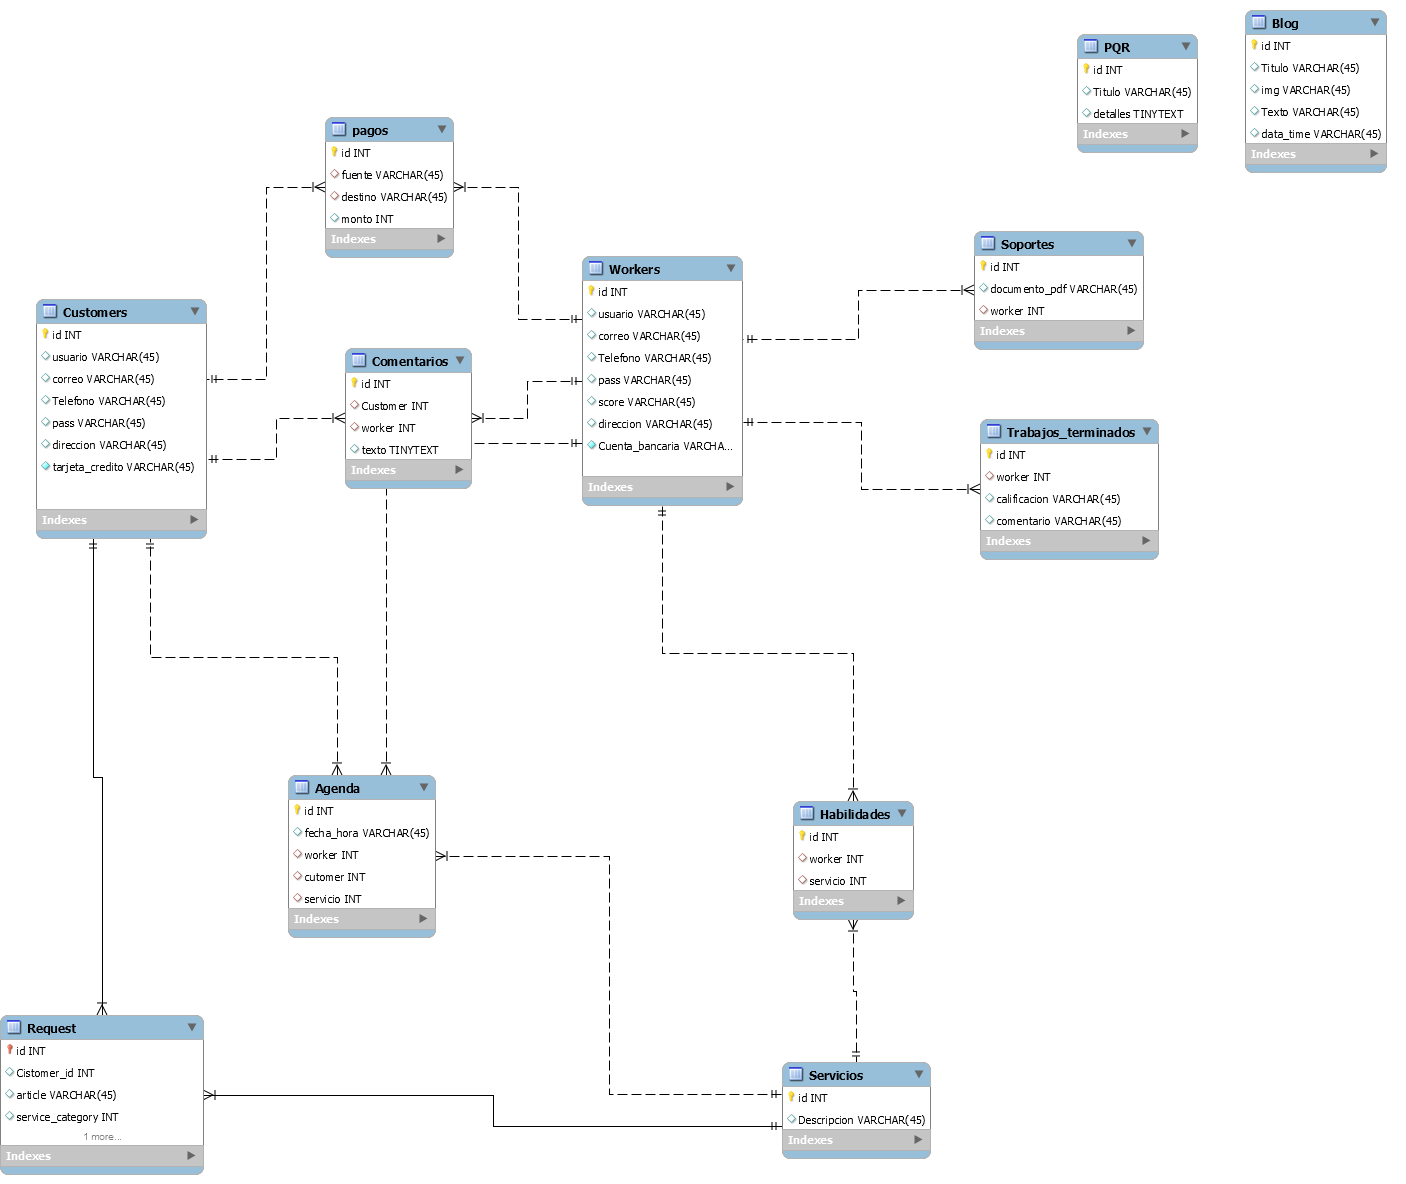 Blog
id INT
Titulo VARCHAR(45)
img VARCHAR(45)
Texto VARCHAR(45)
data_time VARCHAR(45)
Indexes
PQR
id INT
Titulo VARCHAR(45)
detalles TINYTEXT
Indexes
pagos
id INT
fuente VARCHAR(45)
destino VARCHAR(45)
monto INT
Indexes
Soportes
id INT
documento_pdf VARCHAR(45)
worker INT
Indexes
Workers
id INT
usuario VARCHAR(45)
correo VARCHAR(45)
Telefono VARCHAR(45)
pass VARCHAR(45)
score VARCHAR(45)
direccion VARCHAR(45)
Cuenta_bancaria VARCHA...
Indexes
Customers
id INT
usuario VARCHAR(45)
correo VARCHAR(45)
Telefono VARCHAR(45)
pass VARCHAR(45)
direccion VARCHAR(45)
tarjeta_credito VARCHAR(45)
Indexes
Comentarios
id INT
Customer INT
worker INT
texto TINYTEXT
Indexes
Trabajos_terminados
id INT
worker INT
calificacion VARCHAR(45)
comentario VARCHAR(45)
Indexes
Agenda
id INT
fecha_hora VARCHAR(45)
worker INT
cutomer INT
servicio INT
Indexes
Habilidades
id INT
worker INT
servicio INT
Indexes
Request
id INT
Cistomer_id INT
article VARCHAR(45)
service_category INT
1 more...
Indexes
Servicios
id INT
Descripcion VARCHAR(45)
Indexes